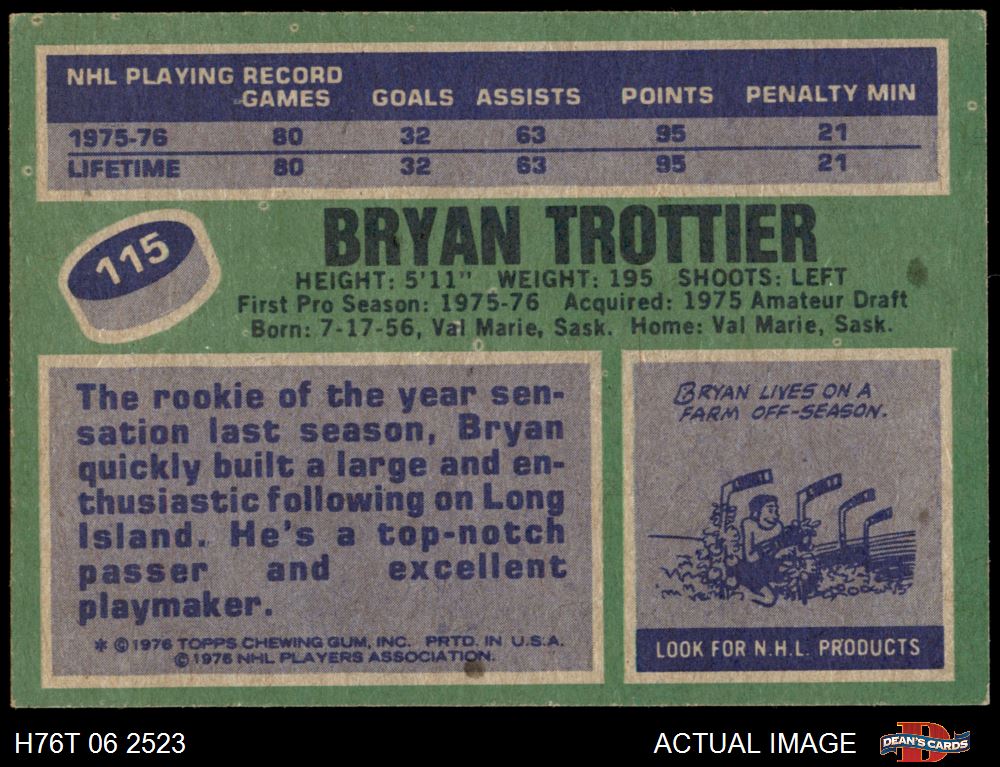 NHL PLAYING RECORD
GAMES GOALS ASSISTS POINTS PENALTY MIN
1975-76 80 32 63 95 21
LIFETIME 80 32 63 95 21
115
BRYAN TROTTIER
HEIGHT: 5'11" WEIGHT: 195 SHOOTS: LEFT
First Pro Season: 1975-76 Acquired: 1975 Amateur Draft
Born: 7-17-56, Val Marie, Sask. Home: Val Marie, Sask.
The rookie of the year sen-
sation last season, Bryan
quickly built a large and en-
thusiastic following on Long
Island. He's a top-notch
passer and excellent
playmaker.
* © 1976 TOPPS CHEWING GUM, INC. PRTD. IN U.S.A.
© 1976 NHL PLAYERS ASSOCIATION.
BRYAN LIVES ON A
FARM OFF-SEASON.
LOOK FOR N.H.L. PRODUCTS
H76T 06 2523
ACTUAL IMAGE
DEAN'S CARDS